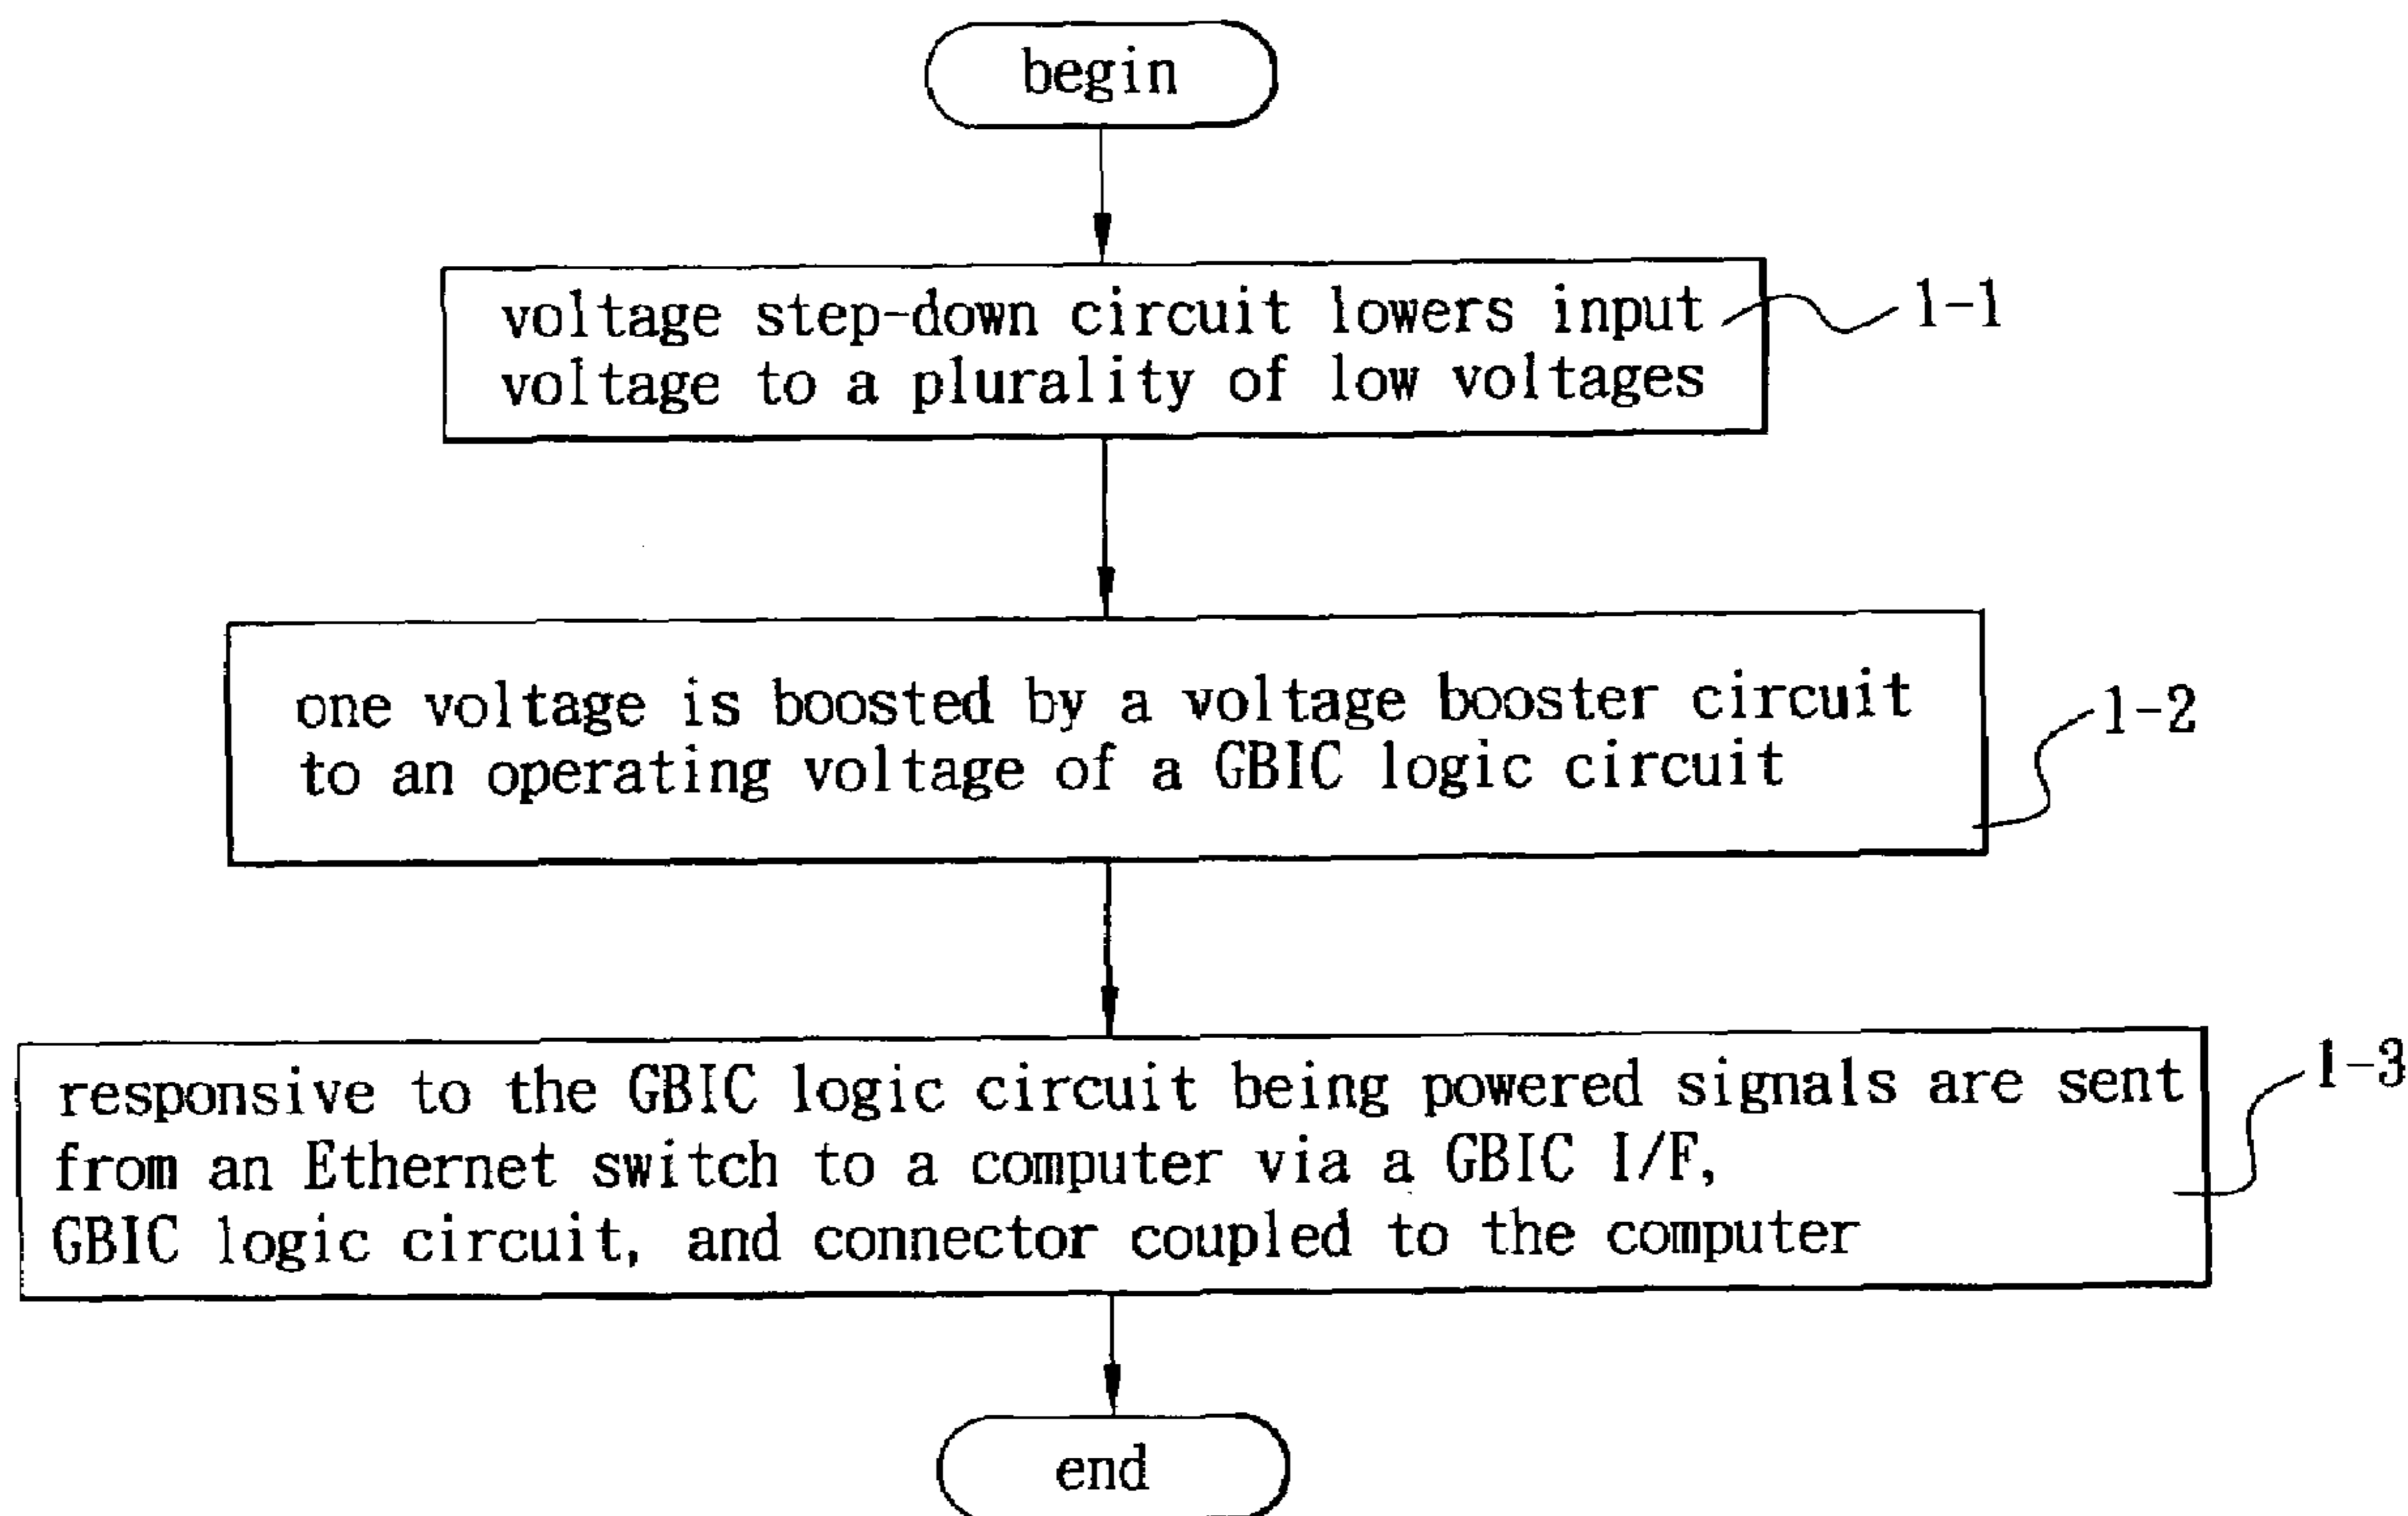 begin
voltage step-down circuit lowers input
voltage to a plurality of low voltages
1-1
one voltage is boosted by a voltage booster circuit
to an operating voltage of a GBIC logic circuit
1-2
responsive to the GBIC logic circuit being powered signals are sent
from an Ethernet switch to a computer via a GBIC I/F,
GBIC logic circuit, and connector coupled to the computer
1-3
end